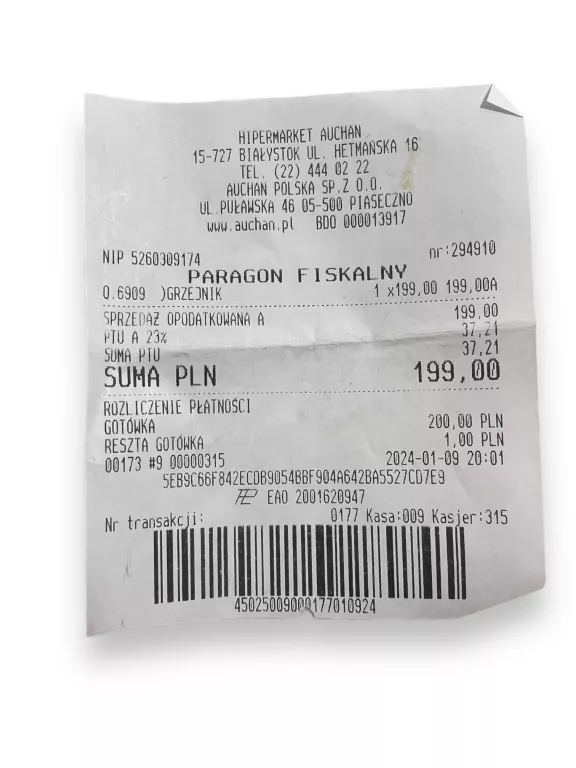 HIPERMARKET AUCHAN
15-727 BIAŁYSTOK UL. HETMAŃSKA 16
TEL. (22) 444 02 22
AUCHAN POLSKA SP.Z O.O.
UL.PUŁAWSKA 46 05-500 PIASECZNO
www.auchan.pl BDO 000013917
NIP 5260309174 nr:294910
PARAGON FISKALNY
0.6909 )GRZEJNIK 1 x199,00 199,00A
SPRZEDAŻ OPODATKOWANA A 199,00
PTU A 23% 37,21
SUMA PTU 37,21
SUMA PLN 199,00
ROZLICZENIE PŁATNOŚCI
GOTÓWKA 200,00 PLN
RESZTA GOTÓWKA 1,00 PLN
00173 #9 00000315 2024-01-09 20:01
5EB9C66F842ECDB9054BBF904A642BA5527CD7E9
EAO 2001620947
Nr transakcji: 0177 Kasa:009 Kasjer:315
45025009000177010924